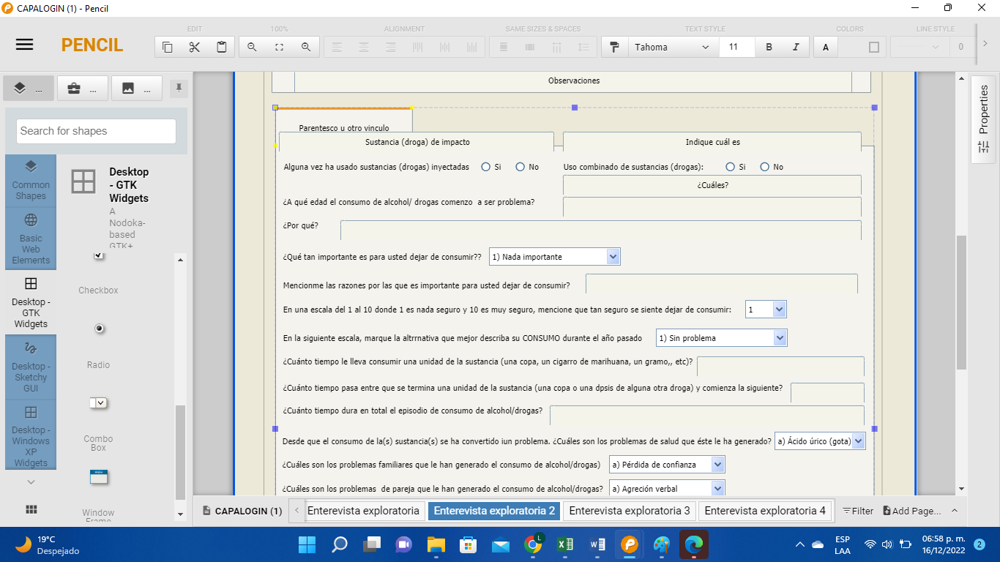 CAPALOGIN (1) - Pencil
PENCIL
EDIT
100%
ALIGNMENT
SAME SIZES & SPACES
TEXT STYLE
COLORS
LINE STYLE
Tahoma
11
B
I
A
0
...
...
...
Search for shapes
Common Shapes
Basic Web Elements
Desktop - GTK Widgets
Desktop - Sketchy GUI
Desktop - Windows XP Widgets
Desktop - GTK Widgets
A Nodoka-based GTK+
Checkbox
Radio
Combo Box
Window Frame
Observaciones
Parentesco u otro vinculo
Sustancia (droga) de impacto
Indique cuál es
Alguna vez ha usado sustancias (drogas) inyectadas Si No
Uso combinado de sustancias (drogas): Si No
¿Cuáles?
¿A qué edad el consumo de alcohol/ drogas comenzo a ser problema?
¿Por qué?
¿Qué tan importante es para usted dejar de consumir?? 1) Nada importante
Mencionme las razones por las que es importante para usted dejar de consumir?
En una escala del 1 al 10 donde 1 es nada seguro y 10 es muy seguro, mencione que tan seguro se siente dejar de consumir: 1
En la siguiente escala, marque la altrrnativa que mejor describa su CONSUMO durante el año pasado 1) Sin problema
¿Cuánto tiempo le lleva consumir una unidad de la sustancia (una copa, un cigarro de marihuana, un gramo,, etc)?
¿Cuánto tiempo pasa entre que se termina una unidad de la sustancia (una copa o una dpsis de alguna otra droga) y comienza la siguiente?
¿Cuánto tiempo dura en total el episodio de consumo de alcohol/drogas?
Desde que el consumo de la(s) sustancia(s) se ha convertido iun problema. ¿Cuáles son los problemas de salud que éste le ha generado? a) Ácido úrico (gota)
¿Cuáles son los problemas familiares que le han generado el consumo de alcohol/drogas) a) Pérdida de confianza
¿Cuáles son los problemas de pareja que le han generado el consumo de alcohol/drogas? a) Agreción verbal
Properties
CAPALOGIN (1)
Enterevista exploratoria
Enterevista exploratoria 2
Enterevista exploratoria 3
Enterevista exploratoria 4
Filter
Add Page...
19°C
Despejado
L
ESP
LAA
06:58 p. m.
16/12/2022
2